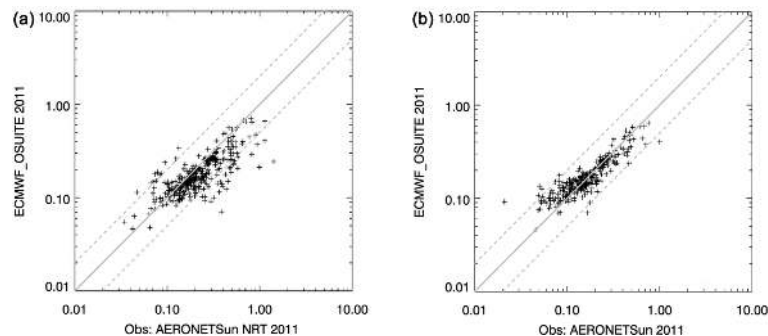 (a)
10.00
1.00
0.10
0.01
ECMWF_OSUITE 2011
0.01 0.10 1.00 10.00
Obs: AERONETSun NRT 2011
(b)
10.00
1.00
0.10
0.01
ECMWF_OSUITE 2011
0.01 0.10 1.00 10.00
Obs: AERONETSun 2011